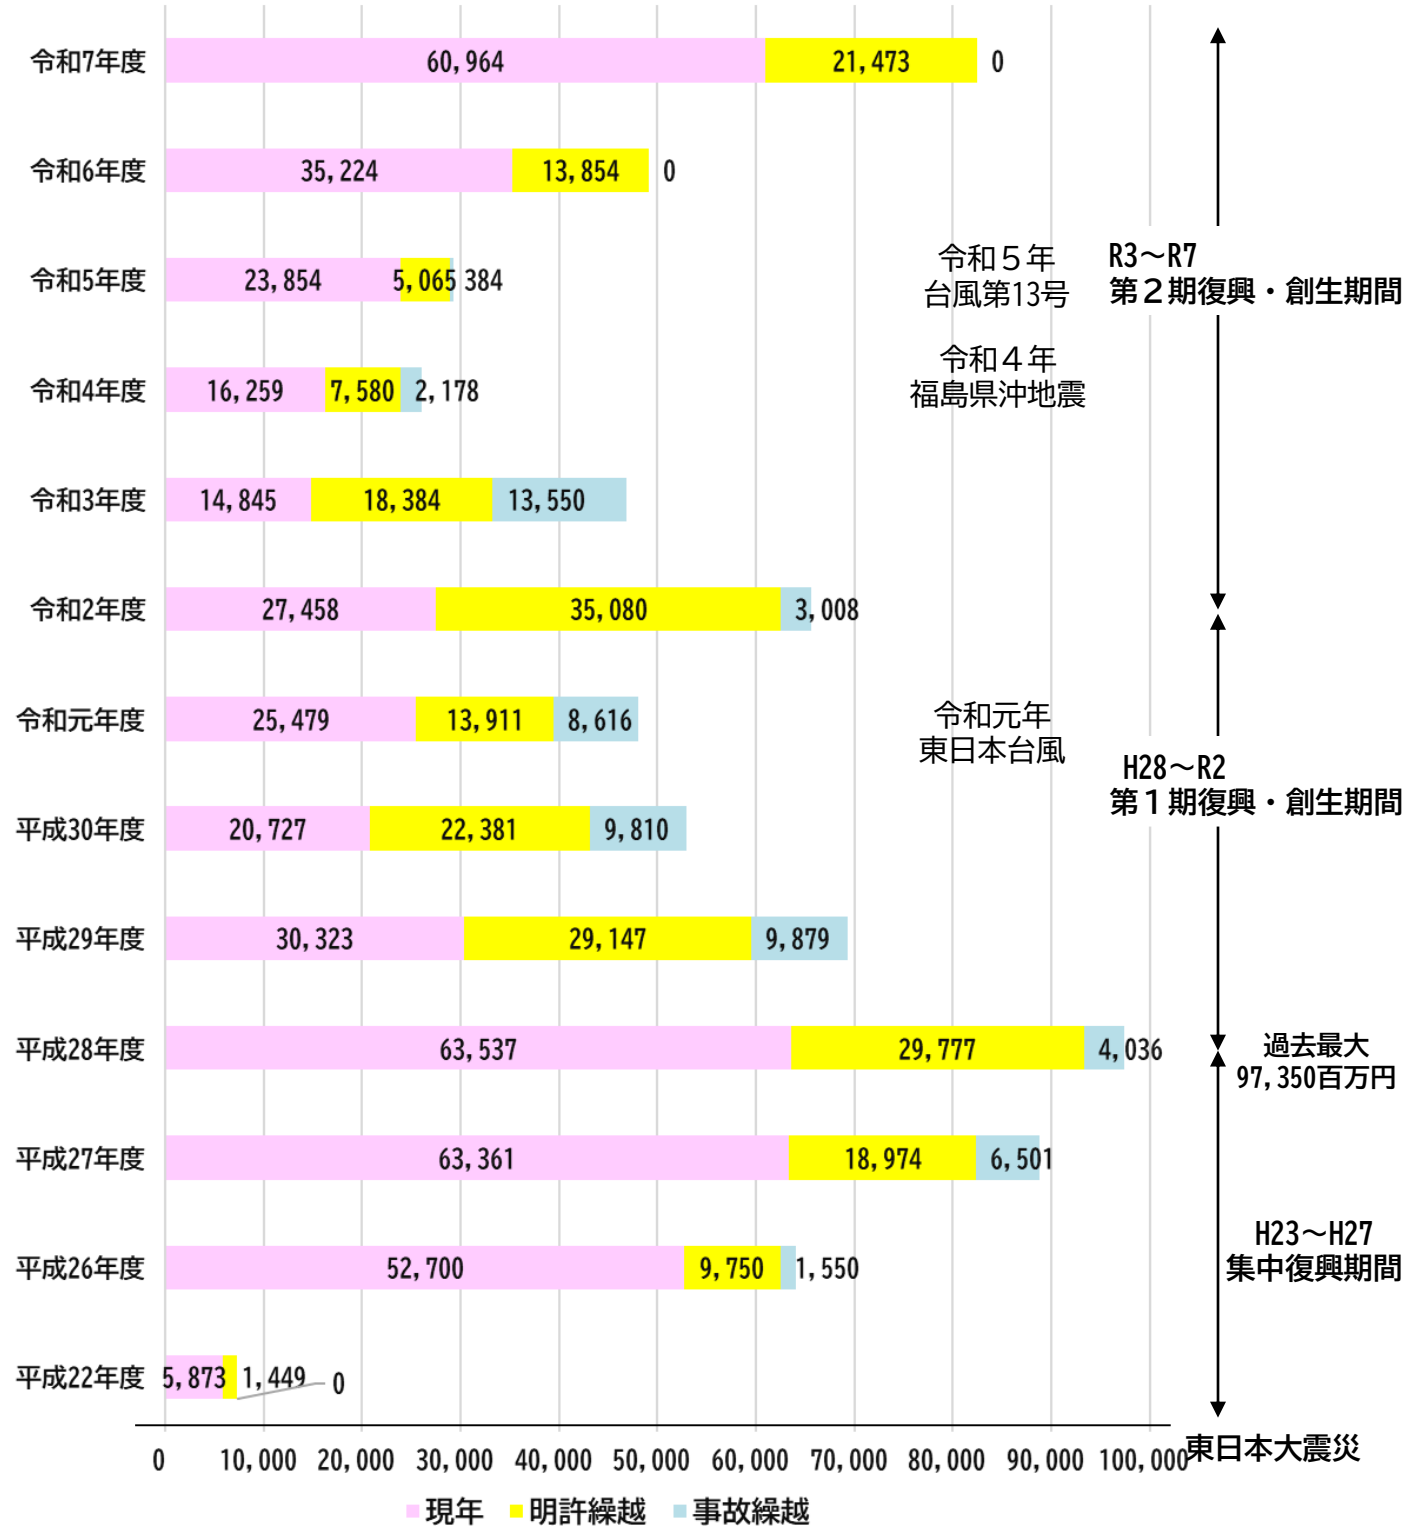 令和7年度 60,964 21,473 0
令和6年度 35,224 13,854 0
令和5年度 23,854 5,065 384
令和５年
台風第13号
R3～R7
第２期復興・創生期間
令和4年度 16,259 7,580 2,178
令和４年
福島県沖地震
令和3年度 14,845 18,384 13,550
令和2年度 27,458 35,080 3,008
令和元年度 25,479 13,911 8,616
令和元年
東日本台風
H28～R2
第１期復興・創生期間
平成30年度 20,727 22,381 9,810
平成29年度 30,323 29,147 9,879
平成28年度 63,537 29,777 4,036
過去最大
97,350百万円
平成27年度 63,361 18,974 6,501
平成26年度 52,700 9,750 1,550
H23～H27
集中復興期間
平成22年度 5,873 1,449 0
0 10,000 20,000 30,000 40,000 50,000 60,000 70,000 80,000 90,000 100,000
東日本大震災
現年 明許繰越 事故繰越